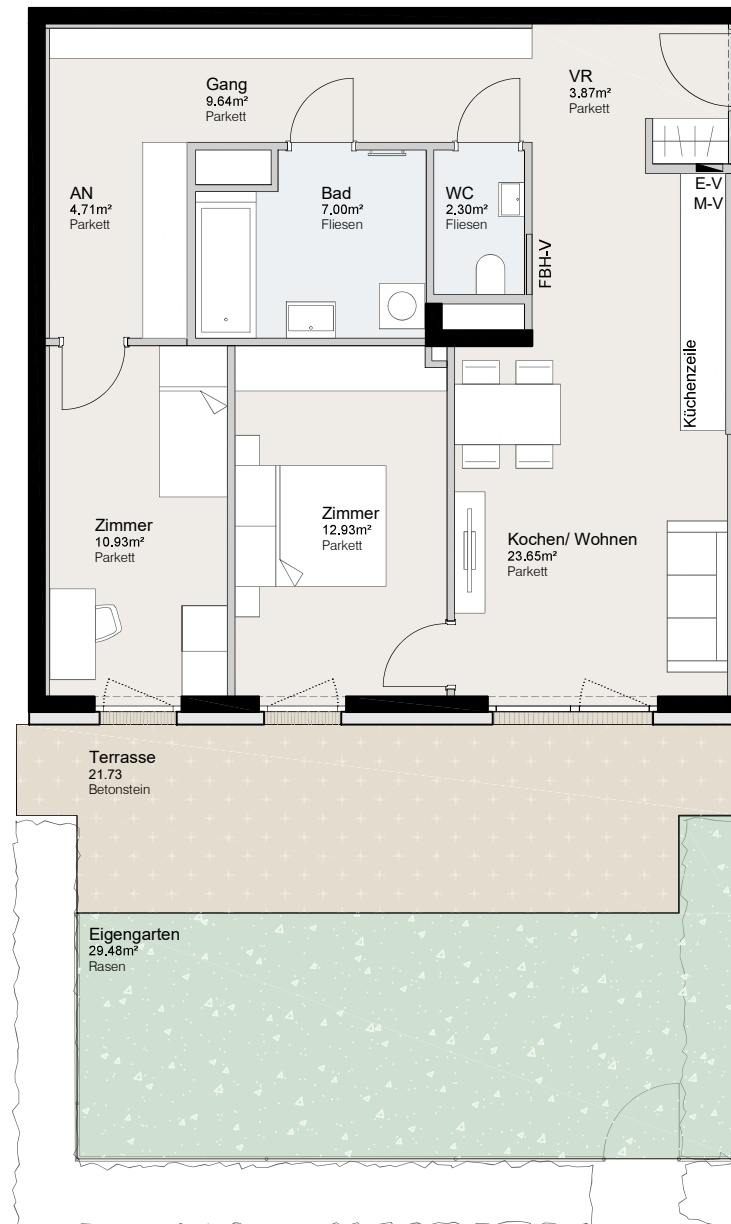 Gang
9.64m²
Parkett
VR
3.87m²
Parkett
AN
4.71m²
Parkett
Bad
7.00m²
Fliesen
WC
2.30m²
Fliesen
E-V
M-V
FBH-V
Küchenzeile
Zimmer
10.93m²
Parkett
Zimmer
12.93m²
Parkett
Kochen/ Wohnen
23.65m²
Parkett
Terrasse
21.73
Betonstein
Eigengarten
29.48m²
Rasen